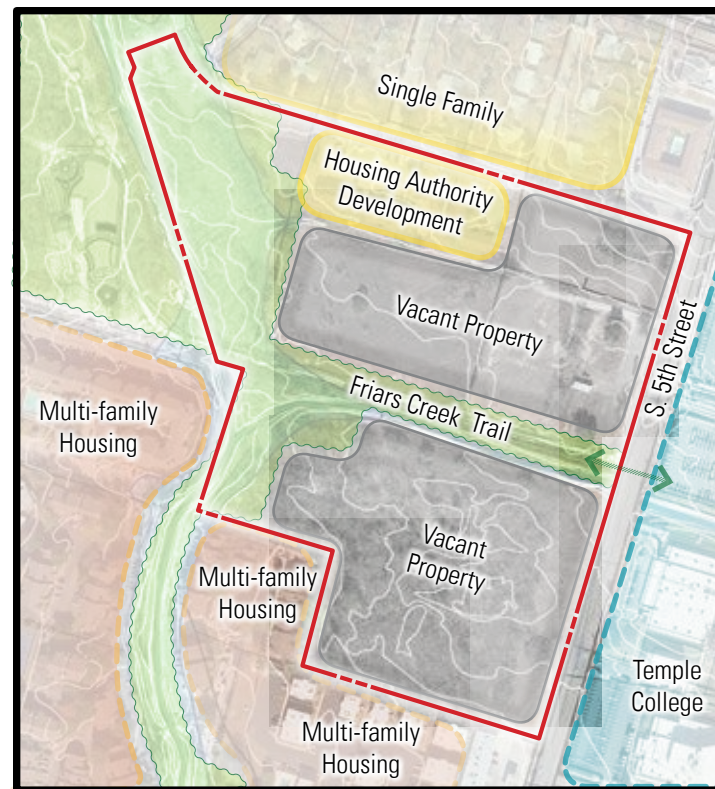 Single Family
Housing Authority
Development
Vacant Property
S. 5th Street
Friars Creek Trail
Multi-family
Housing
Vacant
Property
Multi-family
Housing
Temple
College
Multi-family
Housing